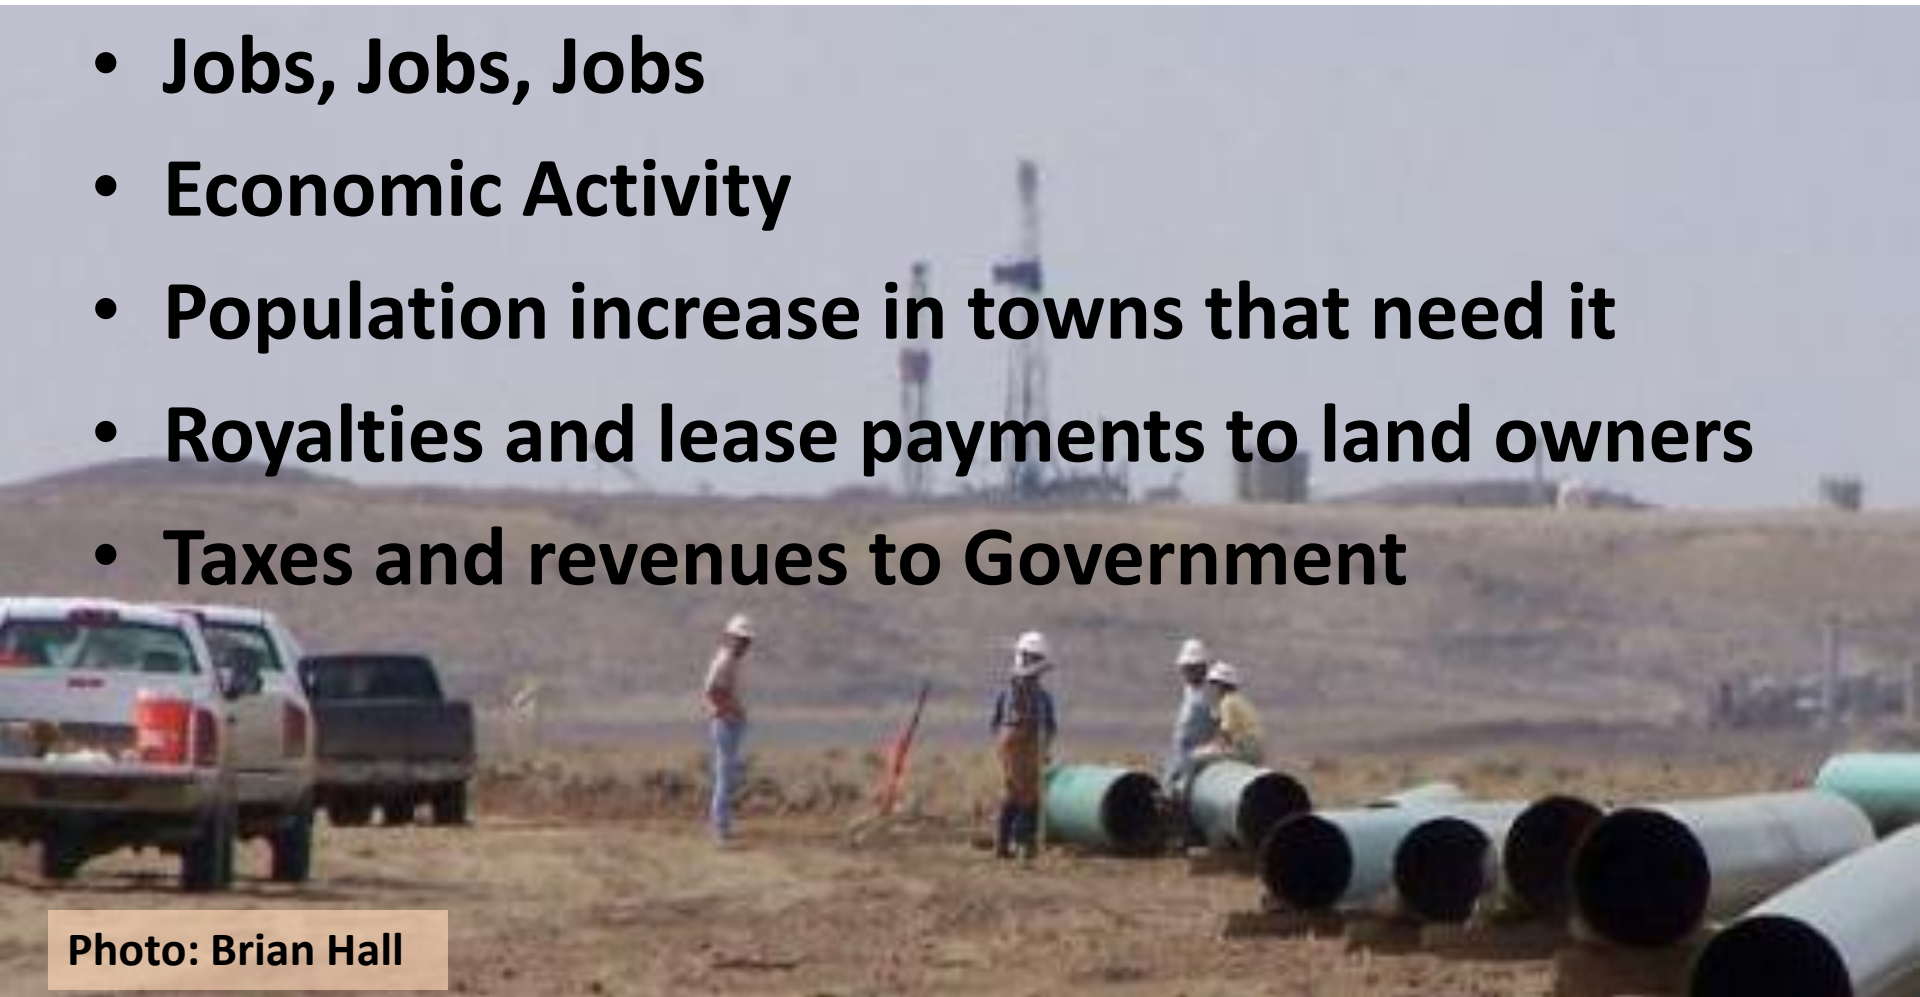 • Jobs, Jobs, Jobs
• Economic Activity
• Population increase in towns that need it
• Royalties and lease payments to land owners
• Taxes and revenues to Government
Photo: Brian Hall